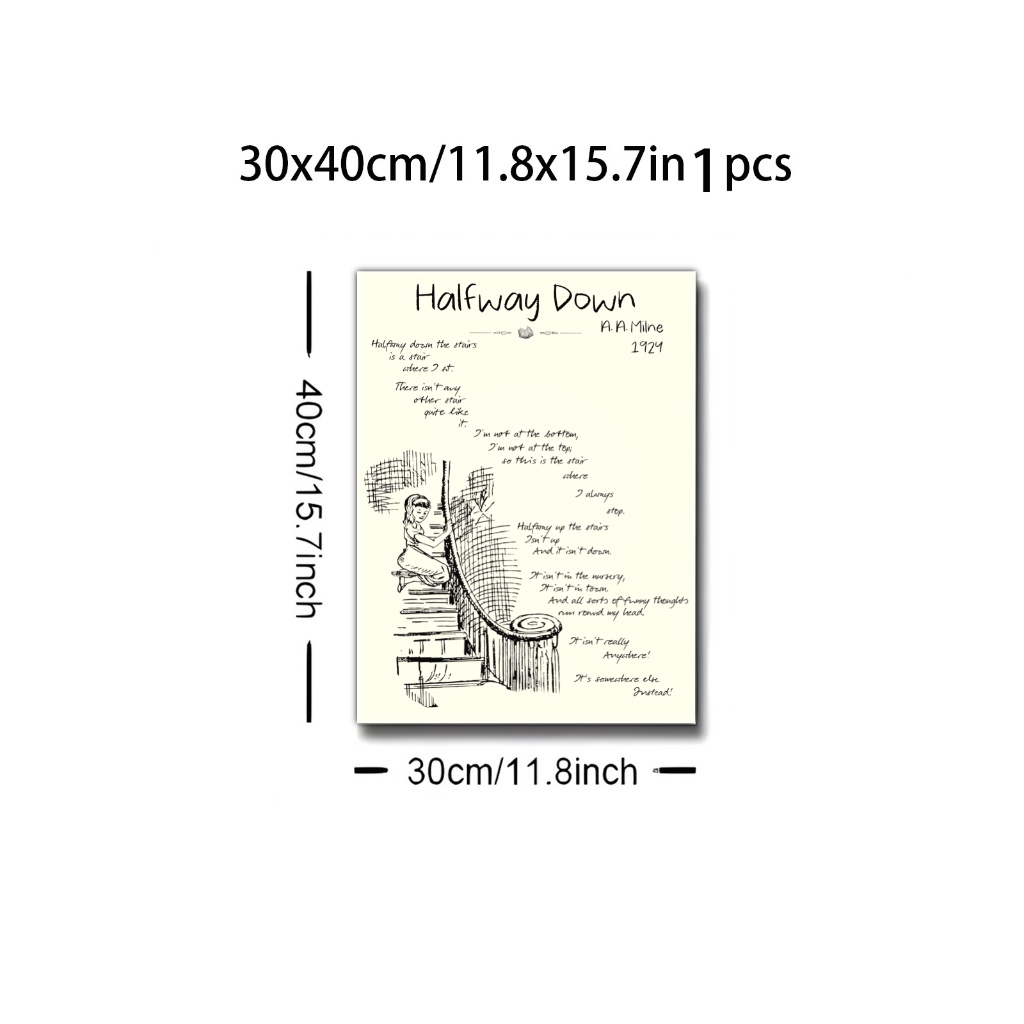 30x40cm/11.8x15.7in 1 pcs
Halfway Down
A.A. Milne
1924
Halfway down the stairs
is a stair
where I sit.
There isn't any
other stair
quite like
it.
I'm not at the bottom,
I'm not at the top;
so this is the stair
where
I always
stop.
Halfway up the stairs
Isn't up
And it isn't down.
It isn't in the nursery,
It isn't in town.
And all sorts of funny thoughts
run round my head.
It isn't really
Anywhere!
It's somewhere else
Instead!
40cm/15.7inch
30cm/11.8inch